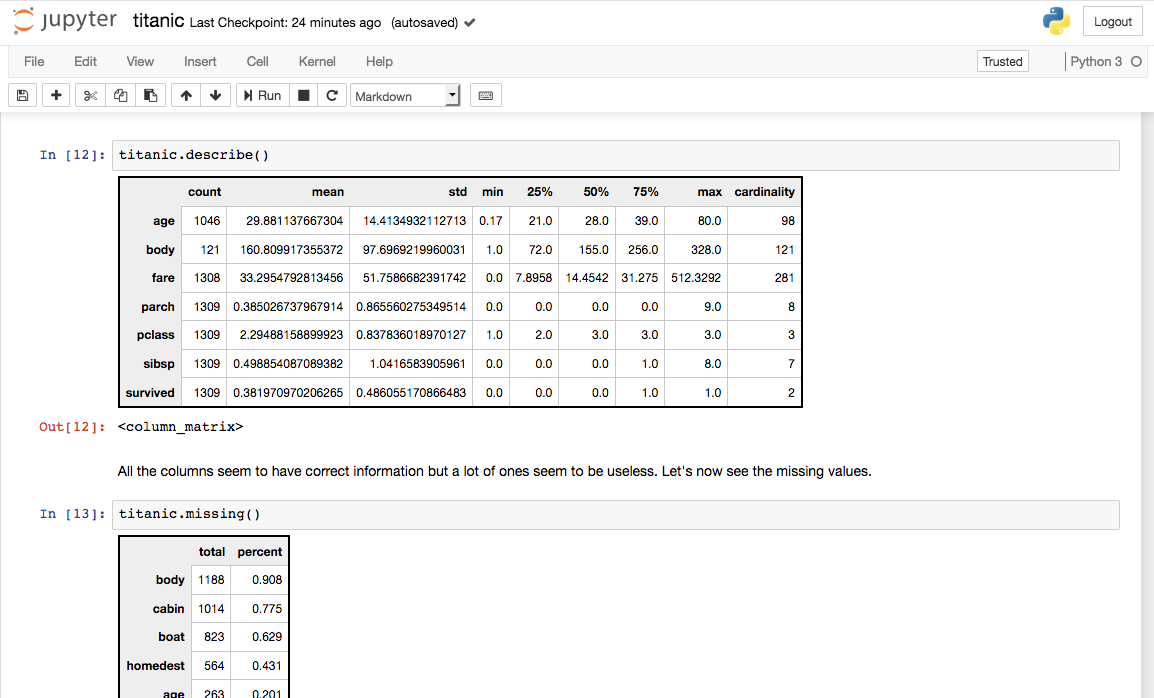 jupyter titanic Last Checkpoint: 24 minutes ago (autosaved) Logout
File Edit View Insert Cell Kernel Help Trusted Python 3
Run Markdown
In [12]: titanic.describe()
count mean std min 25% 50% 75% max cardinality
age 1046 29.881137667304 14.4134932112713 0.17 21.0 28.0 39.0 80.0 98
body 121 160.809917355372 97.6969219960031 1.0 72.0 155.0 256.0 328.0 121
fare 1308 33.2954792813456 51.7586682391742 0.0 7.8958 14.4542 31.275 512.3292 281
parch 1309 0.385026737967914 0.865560275349514 0.0 0.0 0.0 0.0 9.0 8
pclass 1309 2.29488158899923 0.837836018970127 1.0 2.0 3.0 3.0 3.0 3
sibsp 1309 0.498854087089382 1.0416583905961 0.0 0.0 0.0 1.0 8.0 7
survived 1309 0.381970970206265 0.486055170866483 0.0 0.0 0.0 1.0 1.0 2
Out[12]: <column_matrix>
All the columns seem to have correct information but a lot of ones seem to be useless. Let's now see the missing values.
In [13]: titanic.missing()
total percent
body 1188 0.908
cabin 1014 0.775
boat 823 0.629
homedest 564 0.431
age 263 0.201